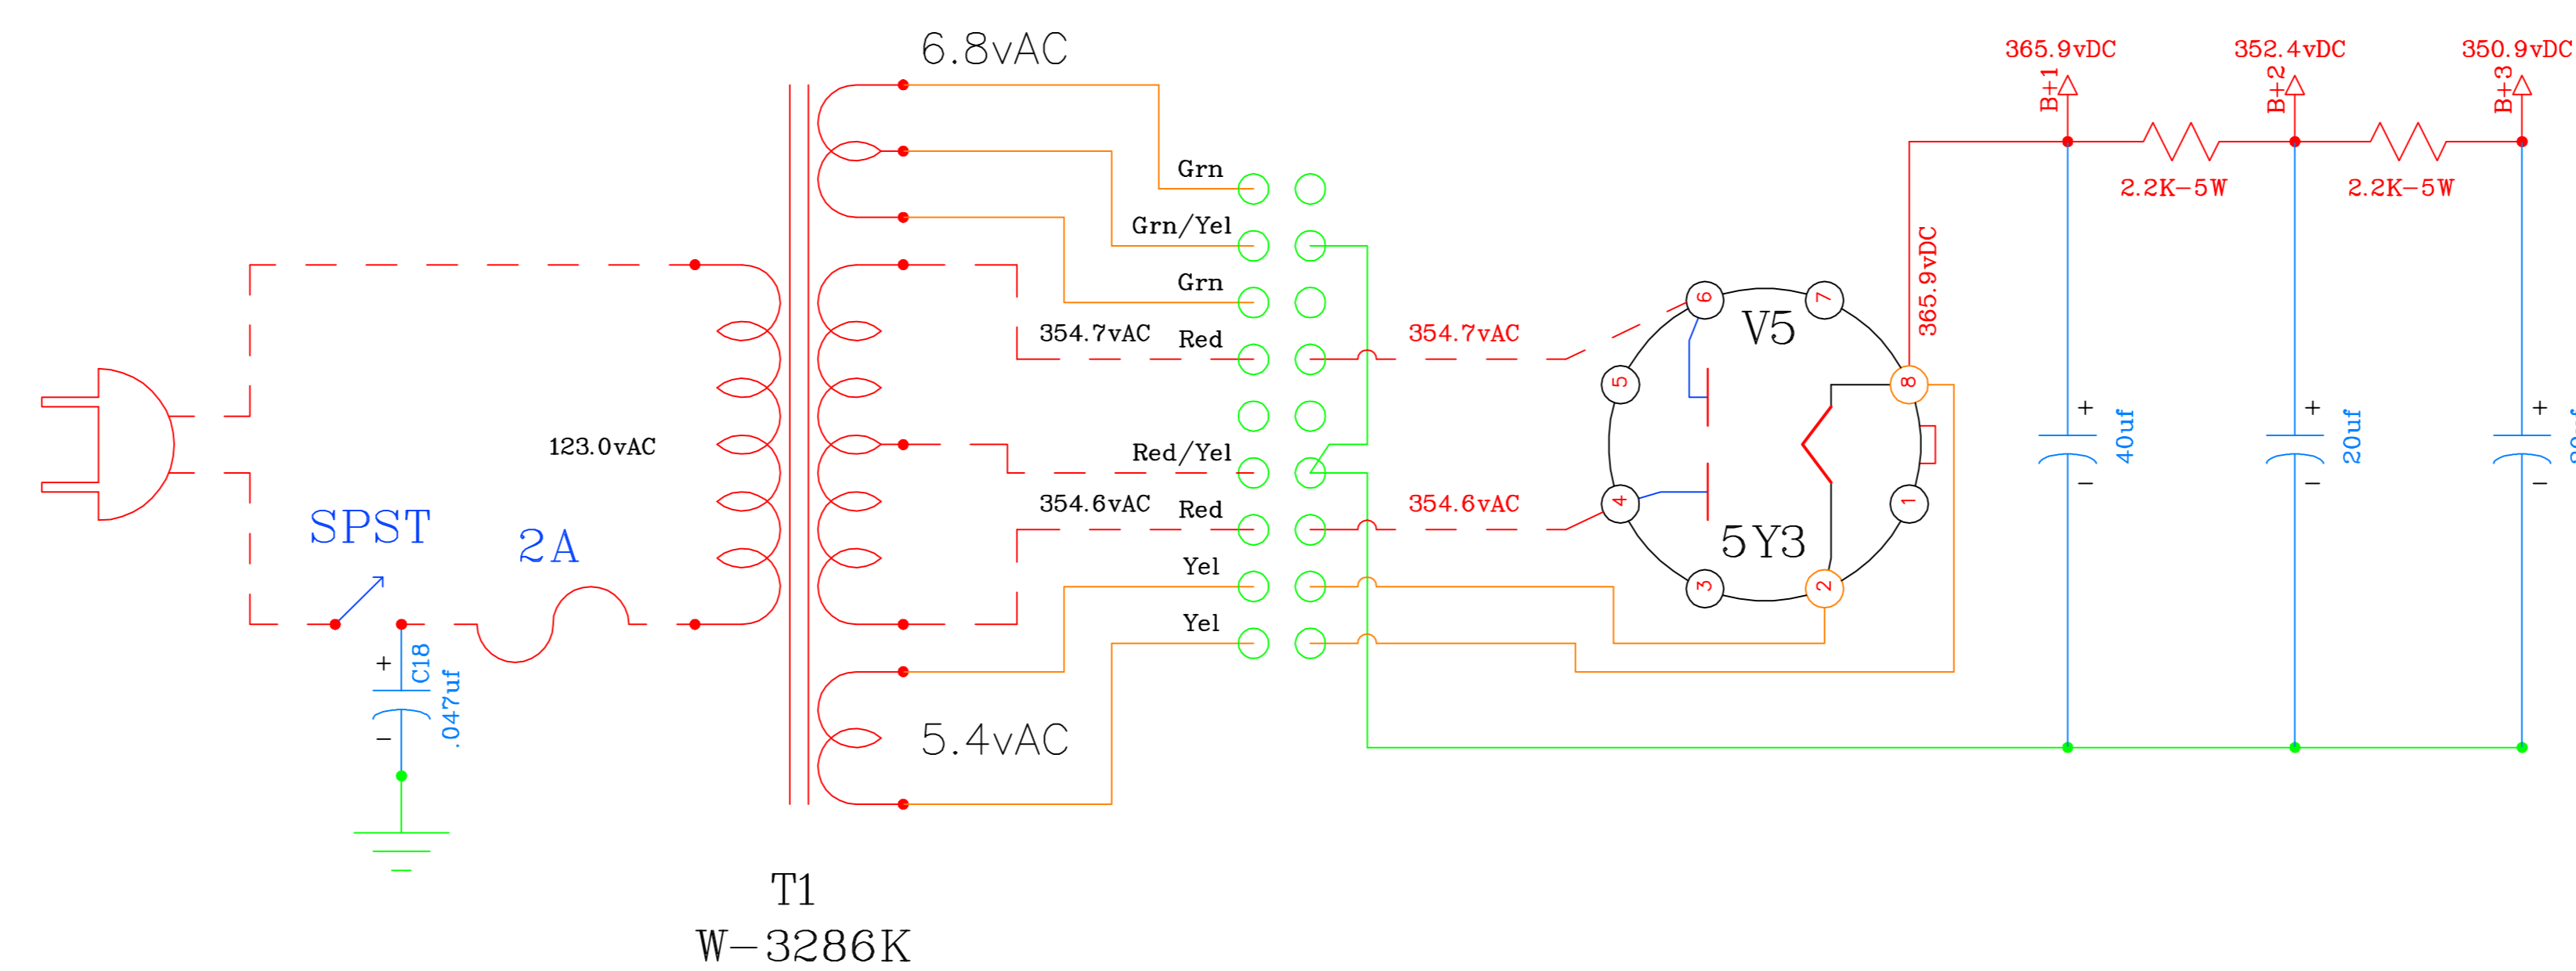 6.8vAC
365.9vDC
352.4vDC
350.9vDC
B+1
B+2
B+3
2.2K-5W
2.2K-5W
Grn
Grn/Yel
Grn
354.7vAC
Red
354.7vAC
6
7
V5
365.9vDC
5
8
123.0vAC
Red/Yel
+
40uf
-
+
20uf
-
+
-
354.6vAC
Red
354.6vAC
4
1
SPST
2A
5Y3
Yel
3
2
Yel
+
C18
.047uf
-
5.4vAC
T1
W-3286K